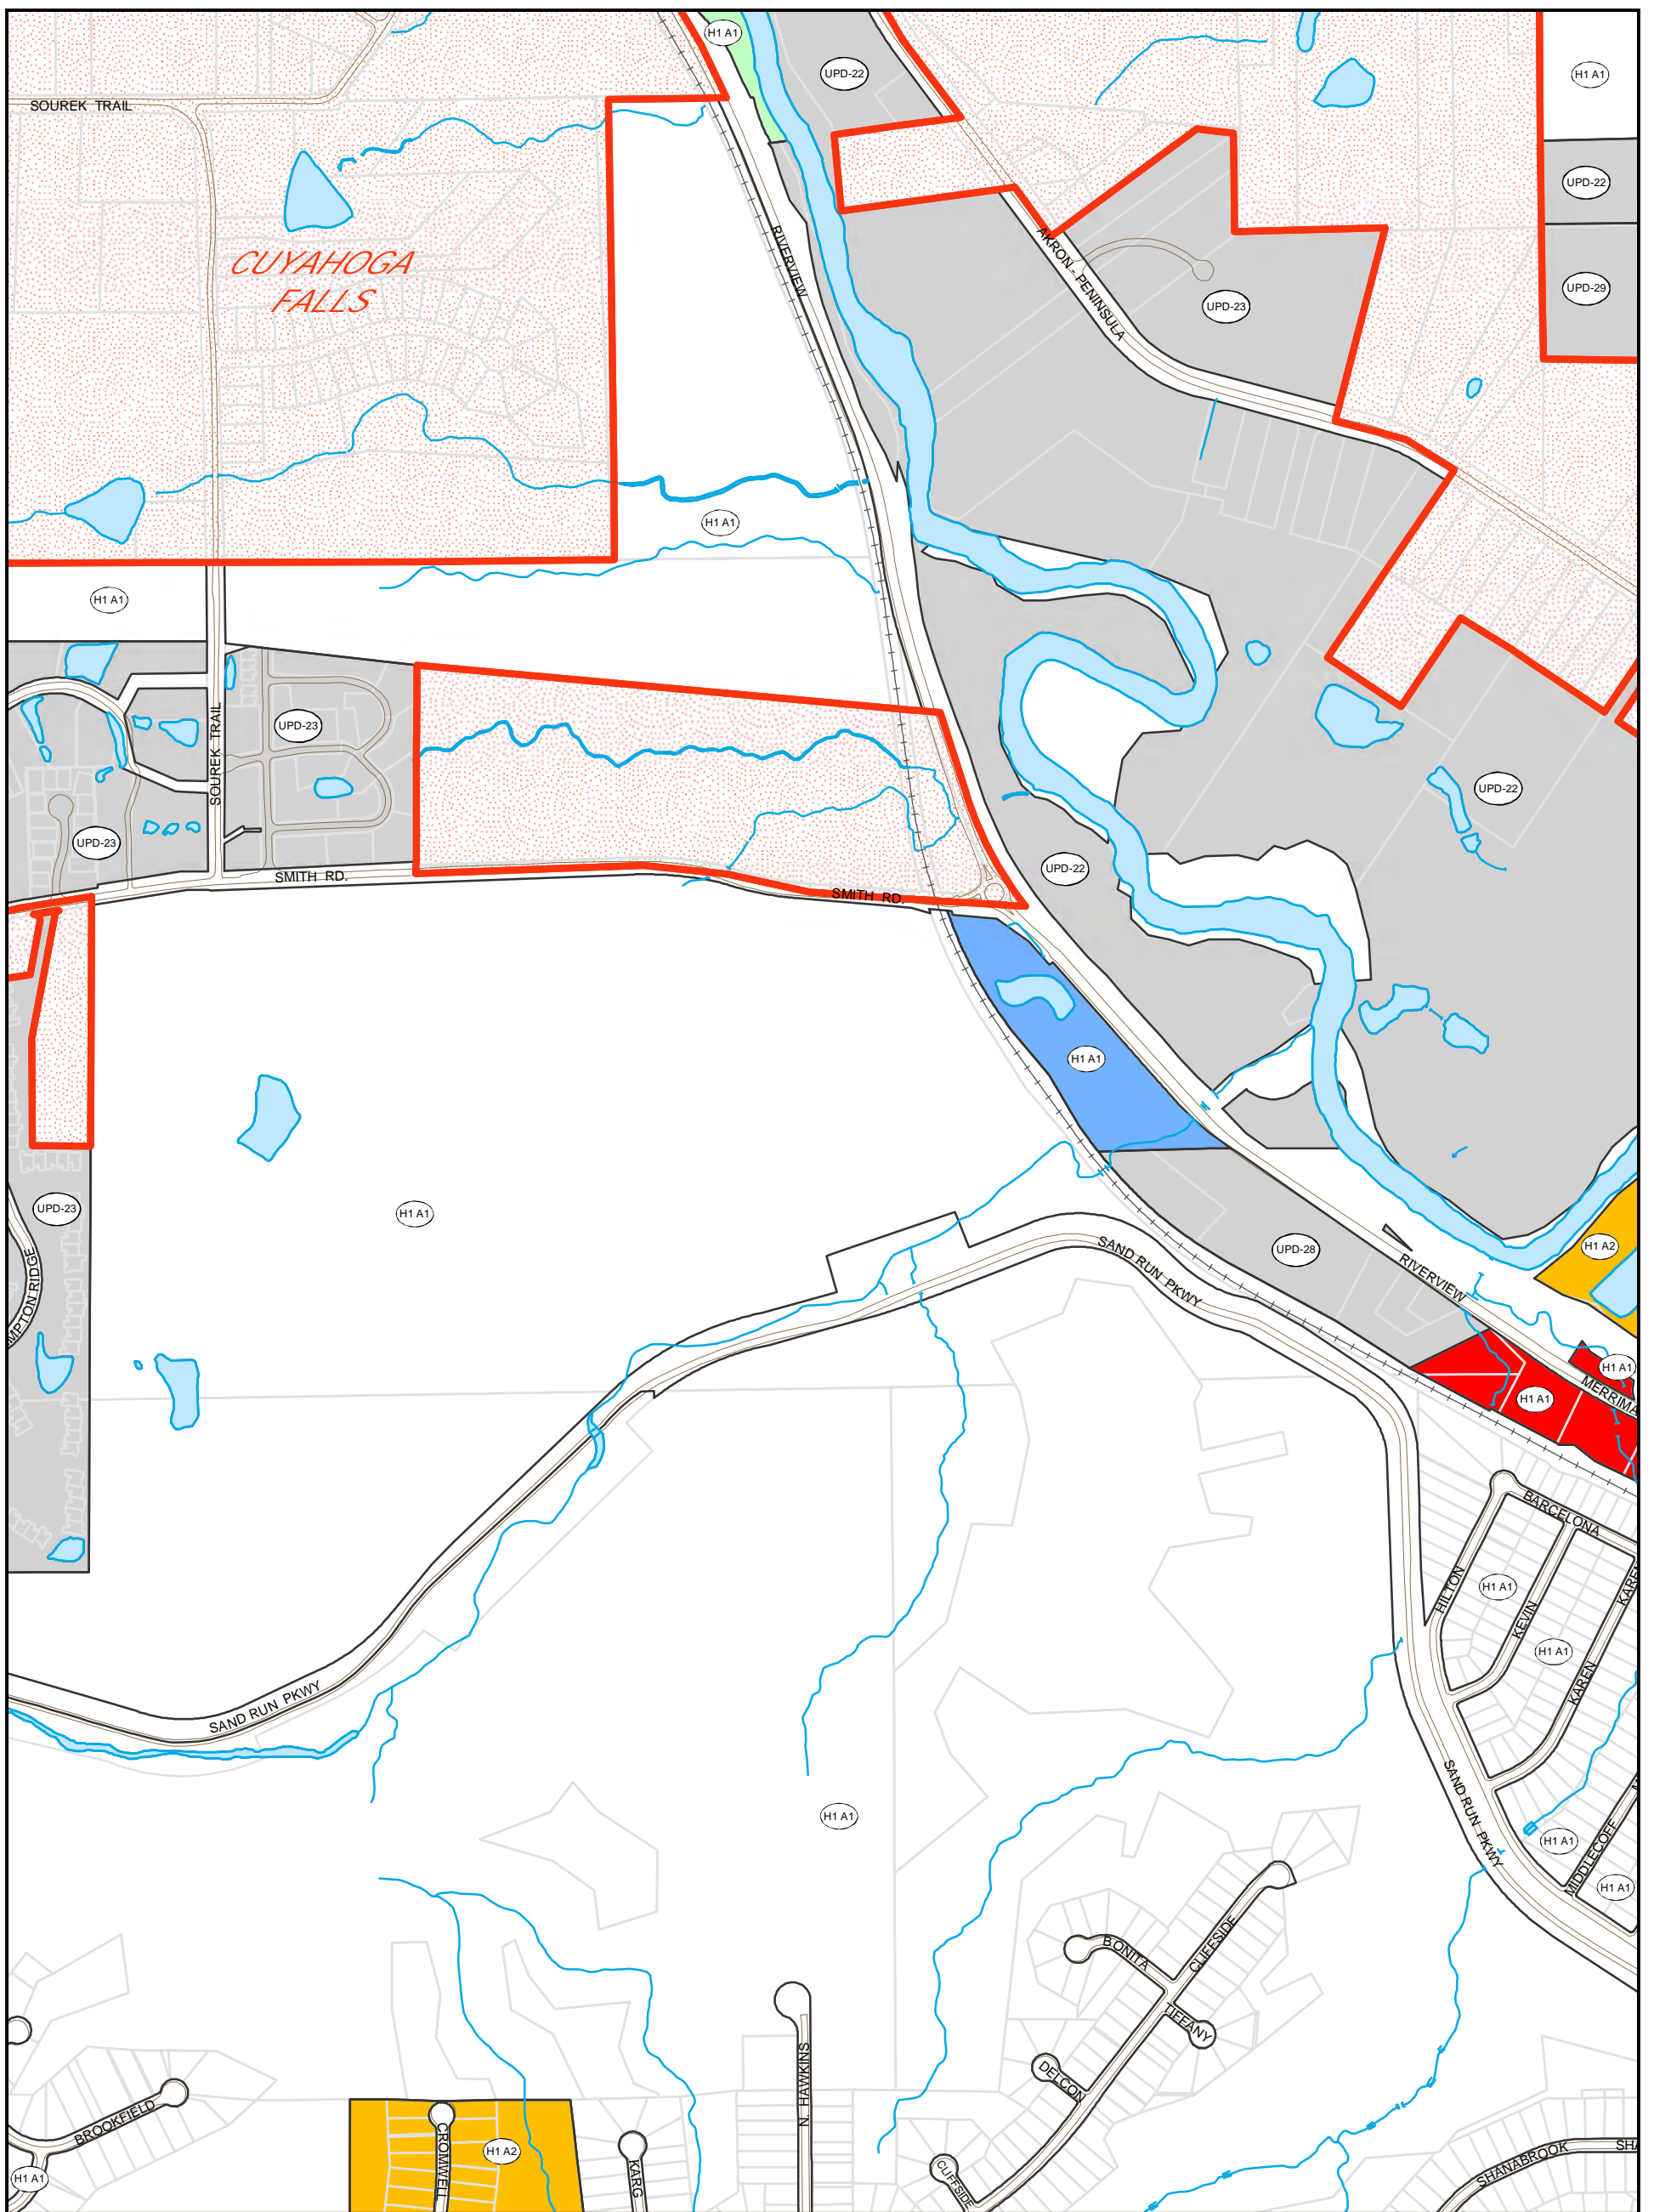 H1 A1
UPD-22
H1 A1
SOUREK TRAIL
UPD-22
CUYAHOGA
FALLS
RIVERVIEW
AKRON - PENINSULA
UPD-23
UPD-29
H1 A1
H1 A1
UPD-23
SOUREK TRAIL
UPD-22
UPD-23
UPD-22
SMITH RD.
SMITH RD.
H1 A1
UPD-23
H1 A1
MPTON RIDGE
SAND RUN PKWY
UPD-28
RIVERVIEW
H1 A2
H1 A1
MERRIMA
H1 A1
BARCELONA
HILTON
H1 A1
KEVIN
KARE
H1 A1
KAREN
SAND RUN PKWY
SAND RUN PKWY
H1 A1
H1 A1
MIDDLECOFF
H1 A1
BONITA
CLIFFSIDE
TIFFANY
DELCON
N. HAWKINS
BROOKFIELD
CROMWELL
H1 A2
KARG
CLIFFSIDE
SHANABROOK
SHA
H1 A1